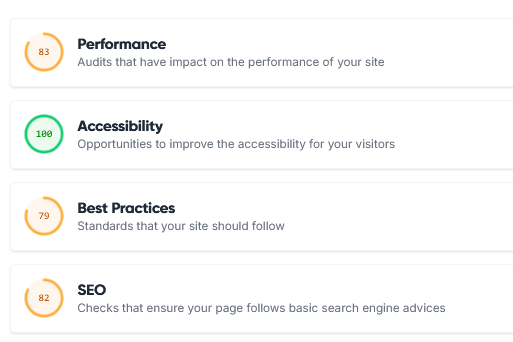 83
Performance
Audits that have impact on the performance of your site
100
Accessibility
Opportunities to improve the accessibility for your visitors
79
Best Practices
Standards that your site should follow
82
SEO
Checks that ensure your page follows basic search engine advices